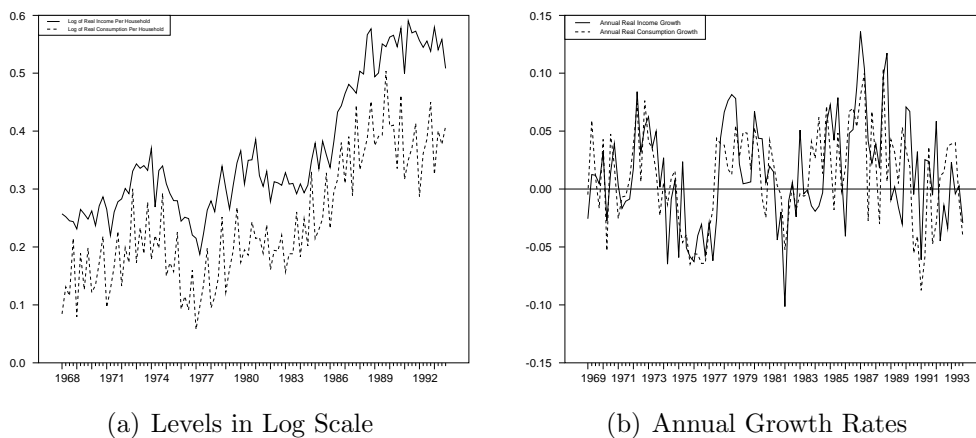 Log of Real Income Per Household
Log of Real Consumption Per Household
0.6
0.5
0.4
0.3
0.2
0.1
0.0
1968 1971 1974 1977 1980 1983 1986 1989 1992
(a) Levels in Log Scale
Annual Real Income Growth
Annual Real Consumption Growth
0.15
0.10
0.05
0.00
-0.05
-0.10
-0.15
1969 1971 1973 1975 1977 1979 1981 1983 1985 1987 1989 1991 1993
(b) Annual Growth Rates